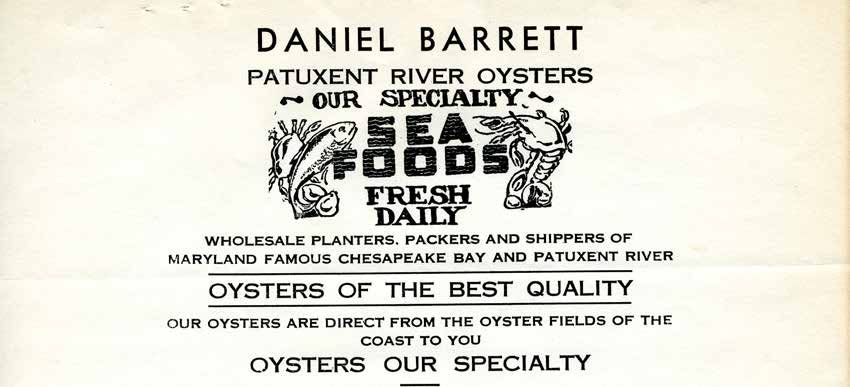 DANIEL BARRETT
PATUXENT RIVER OYSTERS
~ OUR SPECIALTY ~
SEA
FOODS
FRESH
DAILY
WHOLESALE PLANTERS. PACKERS AND SHIPPERS OF
MARYLAND FAMOUS CHESAPEAKE BAY AND PATUXENT RIVER
OYSTERS OF THE BEST QUALITY
OUR OYSTERS ARE DIRECT FROM THE OYSTER FIELDS OF THE
COAST TO YOU
OYSTERS OUR SPECIALTY